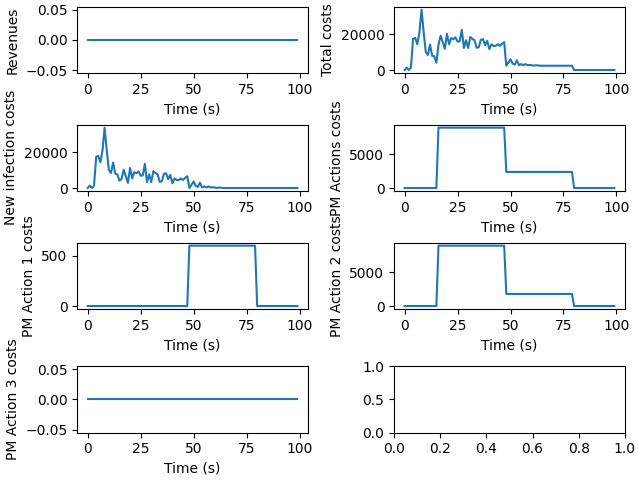 Revenues
0.05
0.00
−0.05
0 25 50 75 100
Time (s)
Total costs
20000
0
0 25 50 75 100
Time (s)
New infection costs
20000
0
0 25 50 75 100
Time (s)
PM Actions costs
5000
0
0 25 50 75 100
Time (s)
PM Action 1 costs
500
0
0 25 50 75 100
Time (s)
PM Action 2 costs
5000
0
0 25 50 75 100
Time (s)
PM Action 3 costs
0.05
0.00
−0.05
0 25 50 75 100
Time (s)
1.0
0.5
0.0
0.0 0.2 0.4 0.6 0.8 1.0